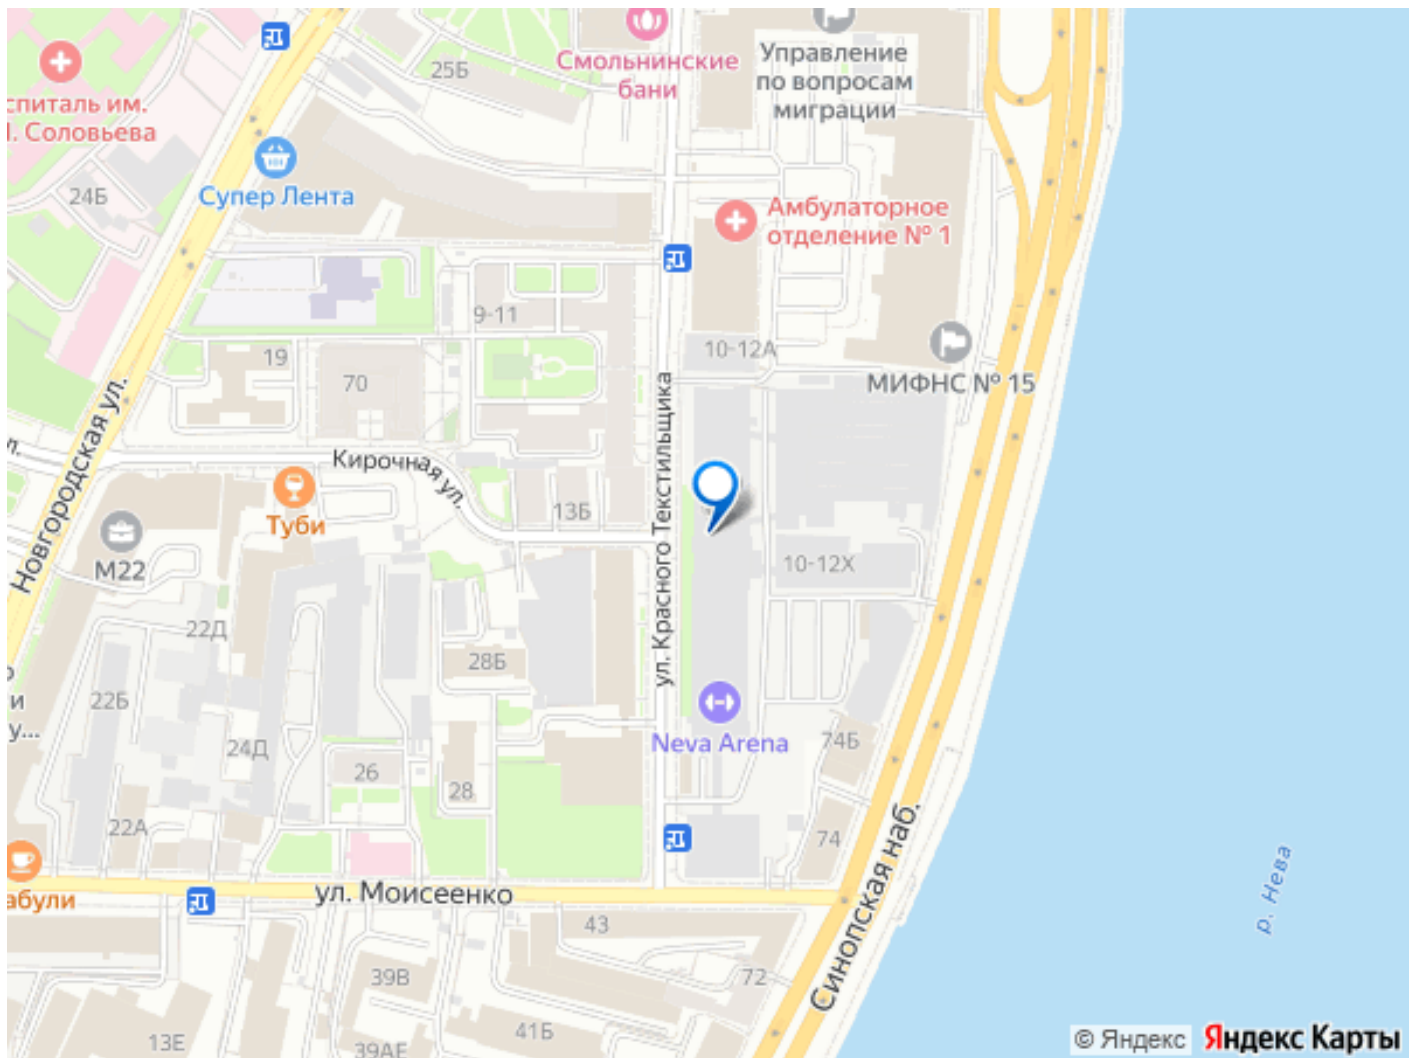 Смольнинские
бани
Управление
по вопросам
миграции
25Б
спиталь им.
Соловьева
24Б
Супер Лента
Амбулаторное
отделение № 1
9-11
19
70
10-12А
МИФНС № 15
Новгородская ул.
Кирочная ул.
ул. Красного Текстильщика
Туби
13Б
М22
10-12Х
22Д
28Б
22Б
и
у...
24Д
26
28
Neva Arena
74Б
22А
74
абули
ул. Моисеенко
Синопская наб.
р. Нева
43
39В
72
13Е
39АЕ
41Б
© Яндекс Яндекс Карты